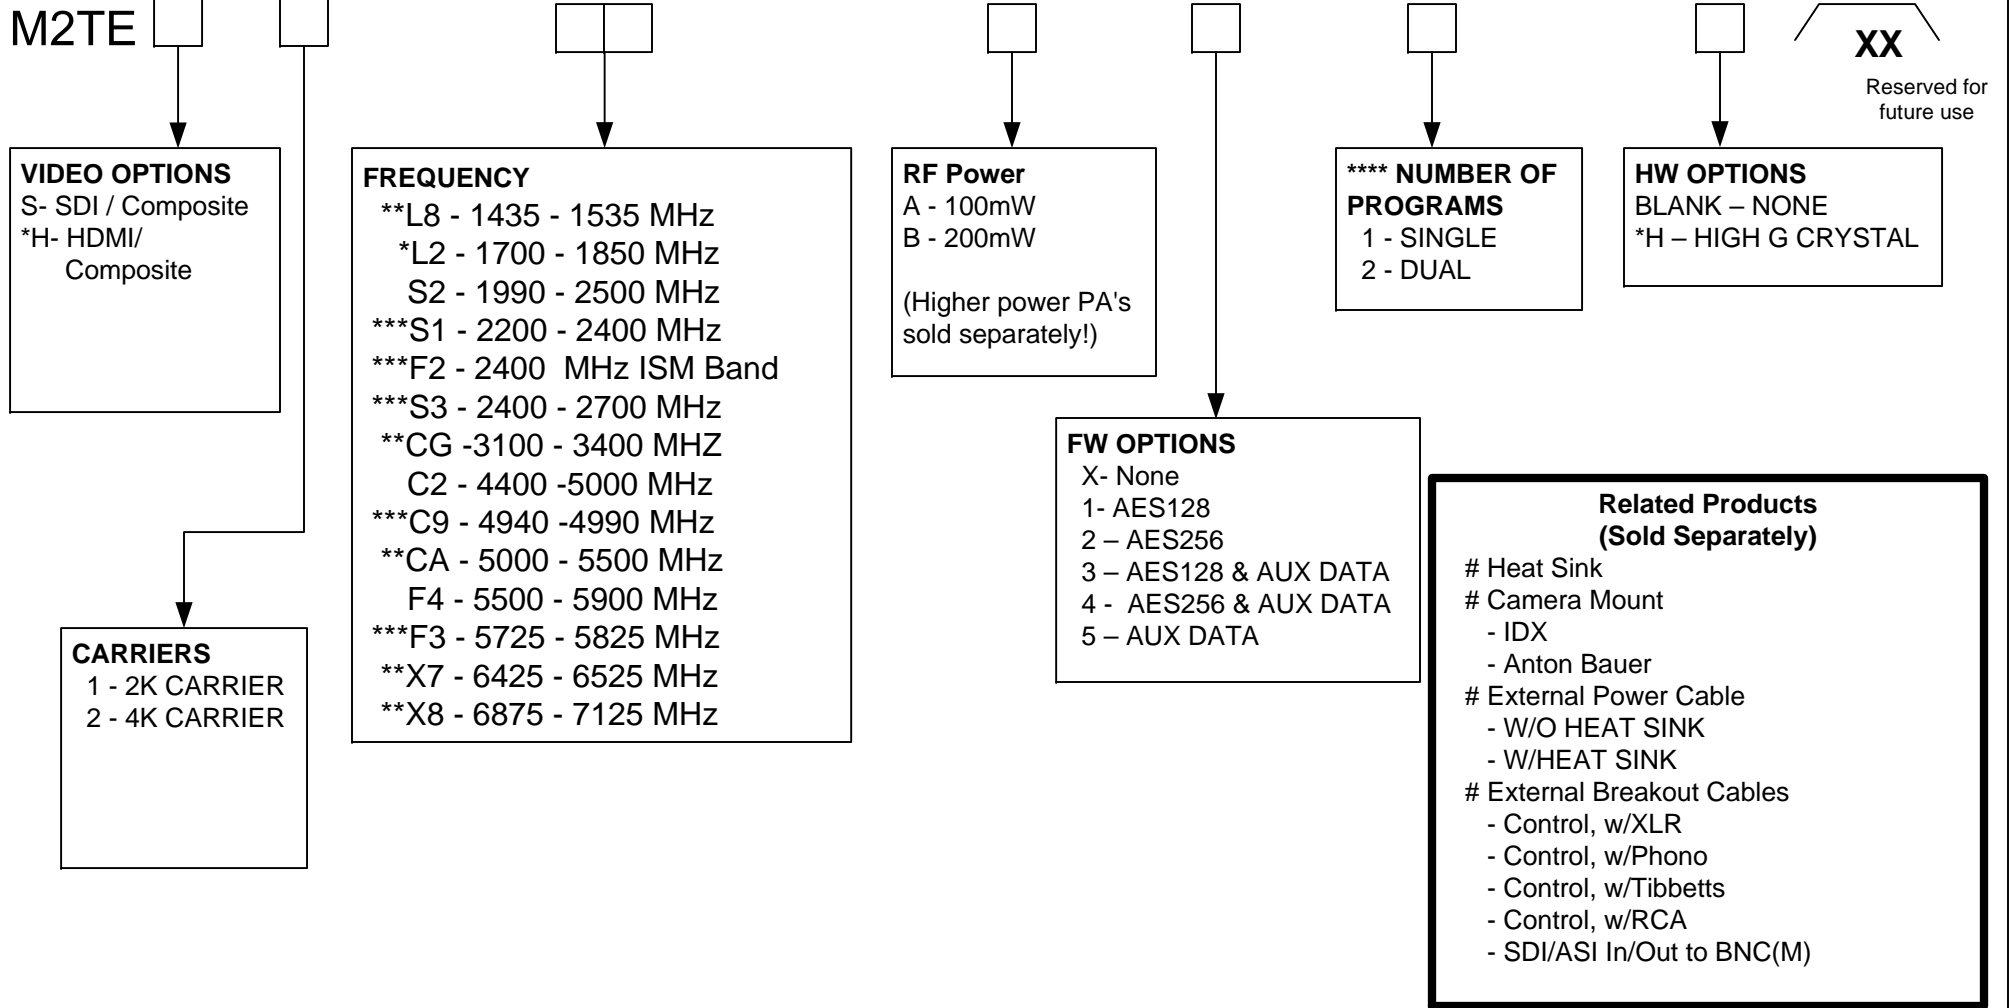 M2TE
XX
Reserved for
future use
VIDEO OPTIONS
S- SDI / Composite
*H- HDMI/
Composite
FREQUENCY
**L8 - 1435 - 1535 MHz
*L2 - 1700 - 1850 MHz
S2 - 1990 - 2500 MHz
***S1 - 2200 - 2400 MHz
***F2 - 2400  MHz ISM Band
***S3 - 2400 - 2700 MHz
**CG -3100 - 3400 MHZ
C2 - 4400 -5000 MHz
***C9 - 4940 -4990 MHz
**CA - 5000 - 5500 MHz
F4 - 5500 - 5900 MHz
***F3 - 5725 - 5825 MHz
**X7 - 6425 - 6525 MHz
**X8 - 6875 - 7125 MHz
RF Power
A - 100mW
B - 200mW
(Higher power PA's
sold separately!)
**** NUMBER OF
PROGRAMS
1 - SINGLE
2 - DUAL
HW OPTIONS
BLANK – NONE
*H – HIGH G CRYSTAL
CARRIERS
1 - 2K CARRIER
2 - 4K CARRIER
FW OPTIONS
X- None
1- AES128
2 – AES256
3 – AES128 & AUX DATA
4 -  AES256 & AUX DATA
5 – AUX DATA
Related Products
(Sold Separately)
# Heat Sink
# Camera Mount
- IDX
- Anton Bauer
# External Power Cable
- W/O HEAT SINK
- W/HEAT SINK
# External Breakout Cables
- Control, w/XLR
- Control, w/Phono
- Control, w/Tibbetts
- Control, w/RCA
- SDI/ASI In/Out to BNC(M)